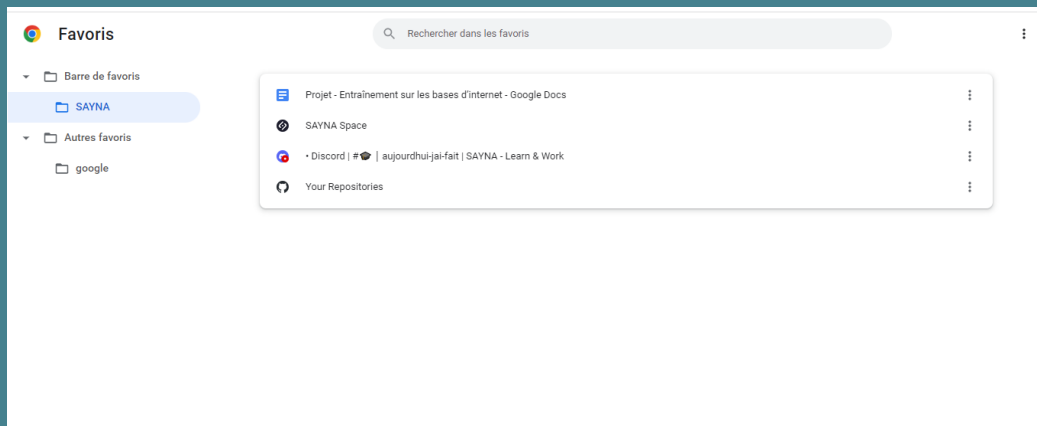 Favoris
Rechercher dans les favoris
Barre de favoris
SAYNA
Autres favoris
google
Projet - Entraînement sur les bases d'internet - Google Docs
SAYNA Space
• Discord | #🎓 | aujourdhui-jai-fait | SAYNA - Learn & Work
Your Repositories